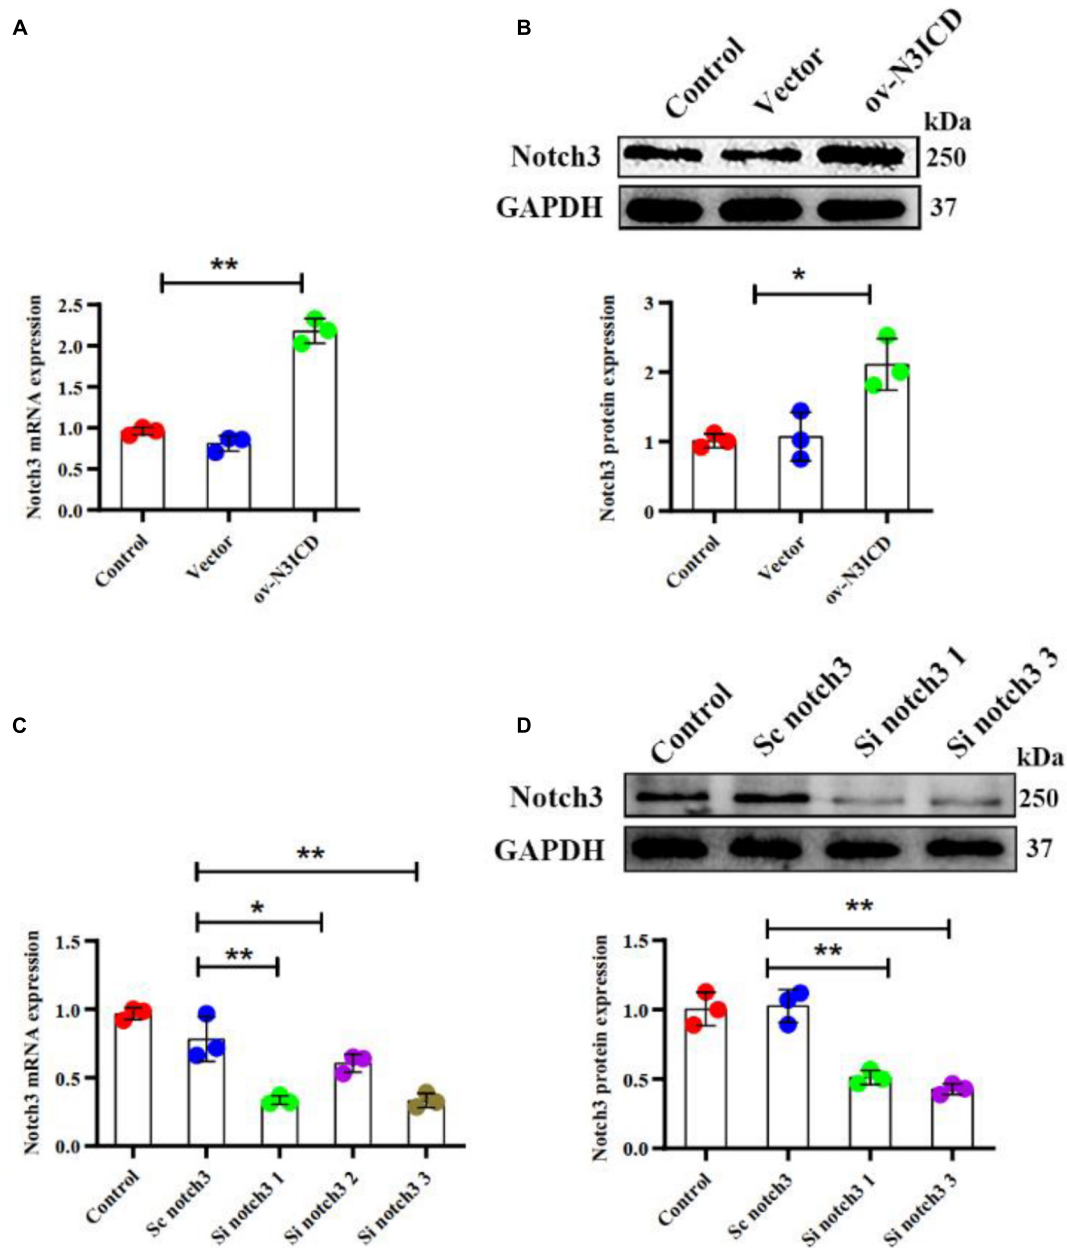 A
**
Notch3 mRNA expression
2.5
2.0
1.5
1.0
0.5
0.0
Control
Vector
ov-N3ICD
B
Control
Vector
ov-N3ICD
kDa
Notch3
250
GAPDH
37
*
Notch3 protein expression
3
2
1
0
Control
Vector
ov-N3ICD
C
**
*
**
Notch3 mRNA expression
1.5
1.0
0.5
0.0
Control
Sc notch3
Si notch3 1
Si notch3 2
Si notch3 3
D
Control
Sc notch3
Si notch3 1
Si notch3 3
kDa
Notch3
250
GAPDH
37
**
**
Notch3 protein expression
1.5
1.0
0.5
0.0
Control
Sc notch3
Si notch3 1
Si notch3 3